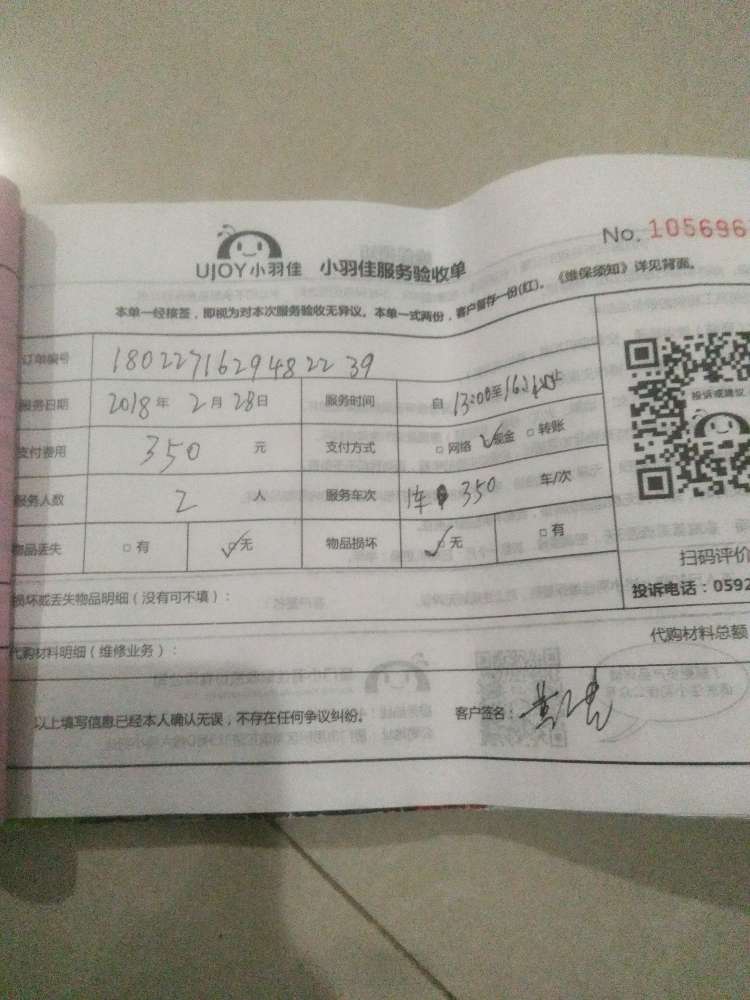 UJOY小羽佳 小羽佳服务验收单 No. 105696
本单一经核签，即视为对本次服务验收无异议。本单一式两份，客户留存一份(红)。《维保须知》详见背面。
订单编号 180227162948 22 39
服务日期 2018年2月28日 服务时间 自 13:00至
支付费用 350 元 支付方式 □网络 ☑现金 □转账
服务人数 2 人 服务车次 1车 350 车/次
物品丢失 □有 ☑无 物品损坏 ☑无 □有
投诉或建议
扫码评价
损坏或丢失物品明细（没有可不填）： 投诉电话：0592
代购材料明细（维修业务）： 代购材料总额
以上填写信息已经本人确认无误，不存在任何争议纠纷。 客户签名：